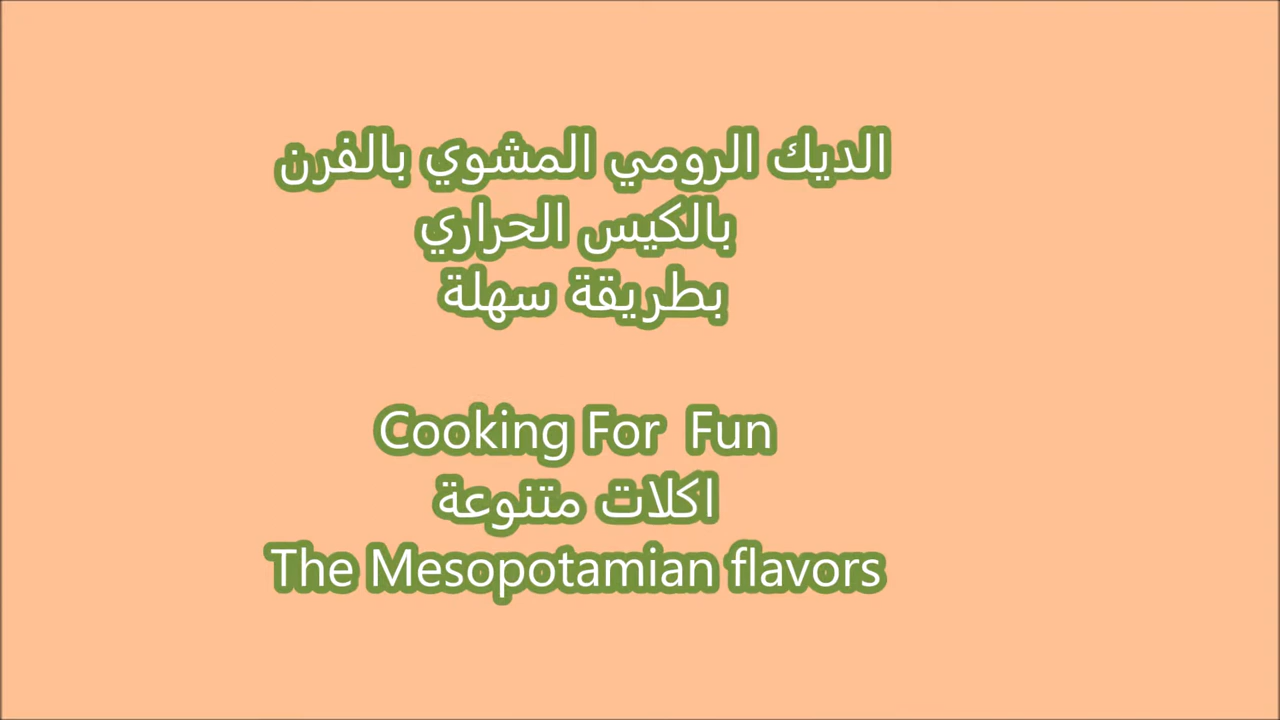 الديك الرومي المشوي بالفرن
بالكيس الحراري
بطريقة سهلة
Cooking For  Fun
اكلات متنوعة
The Mesopotamian flavors